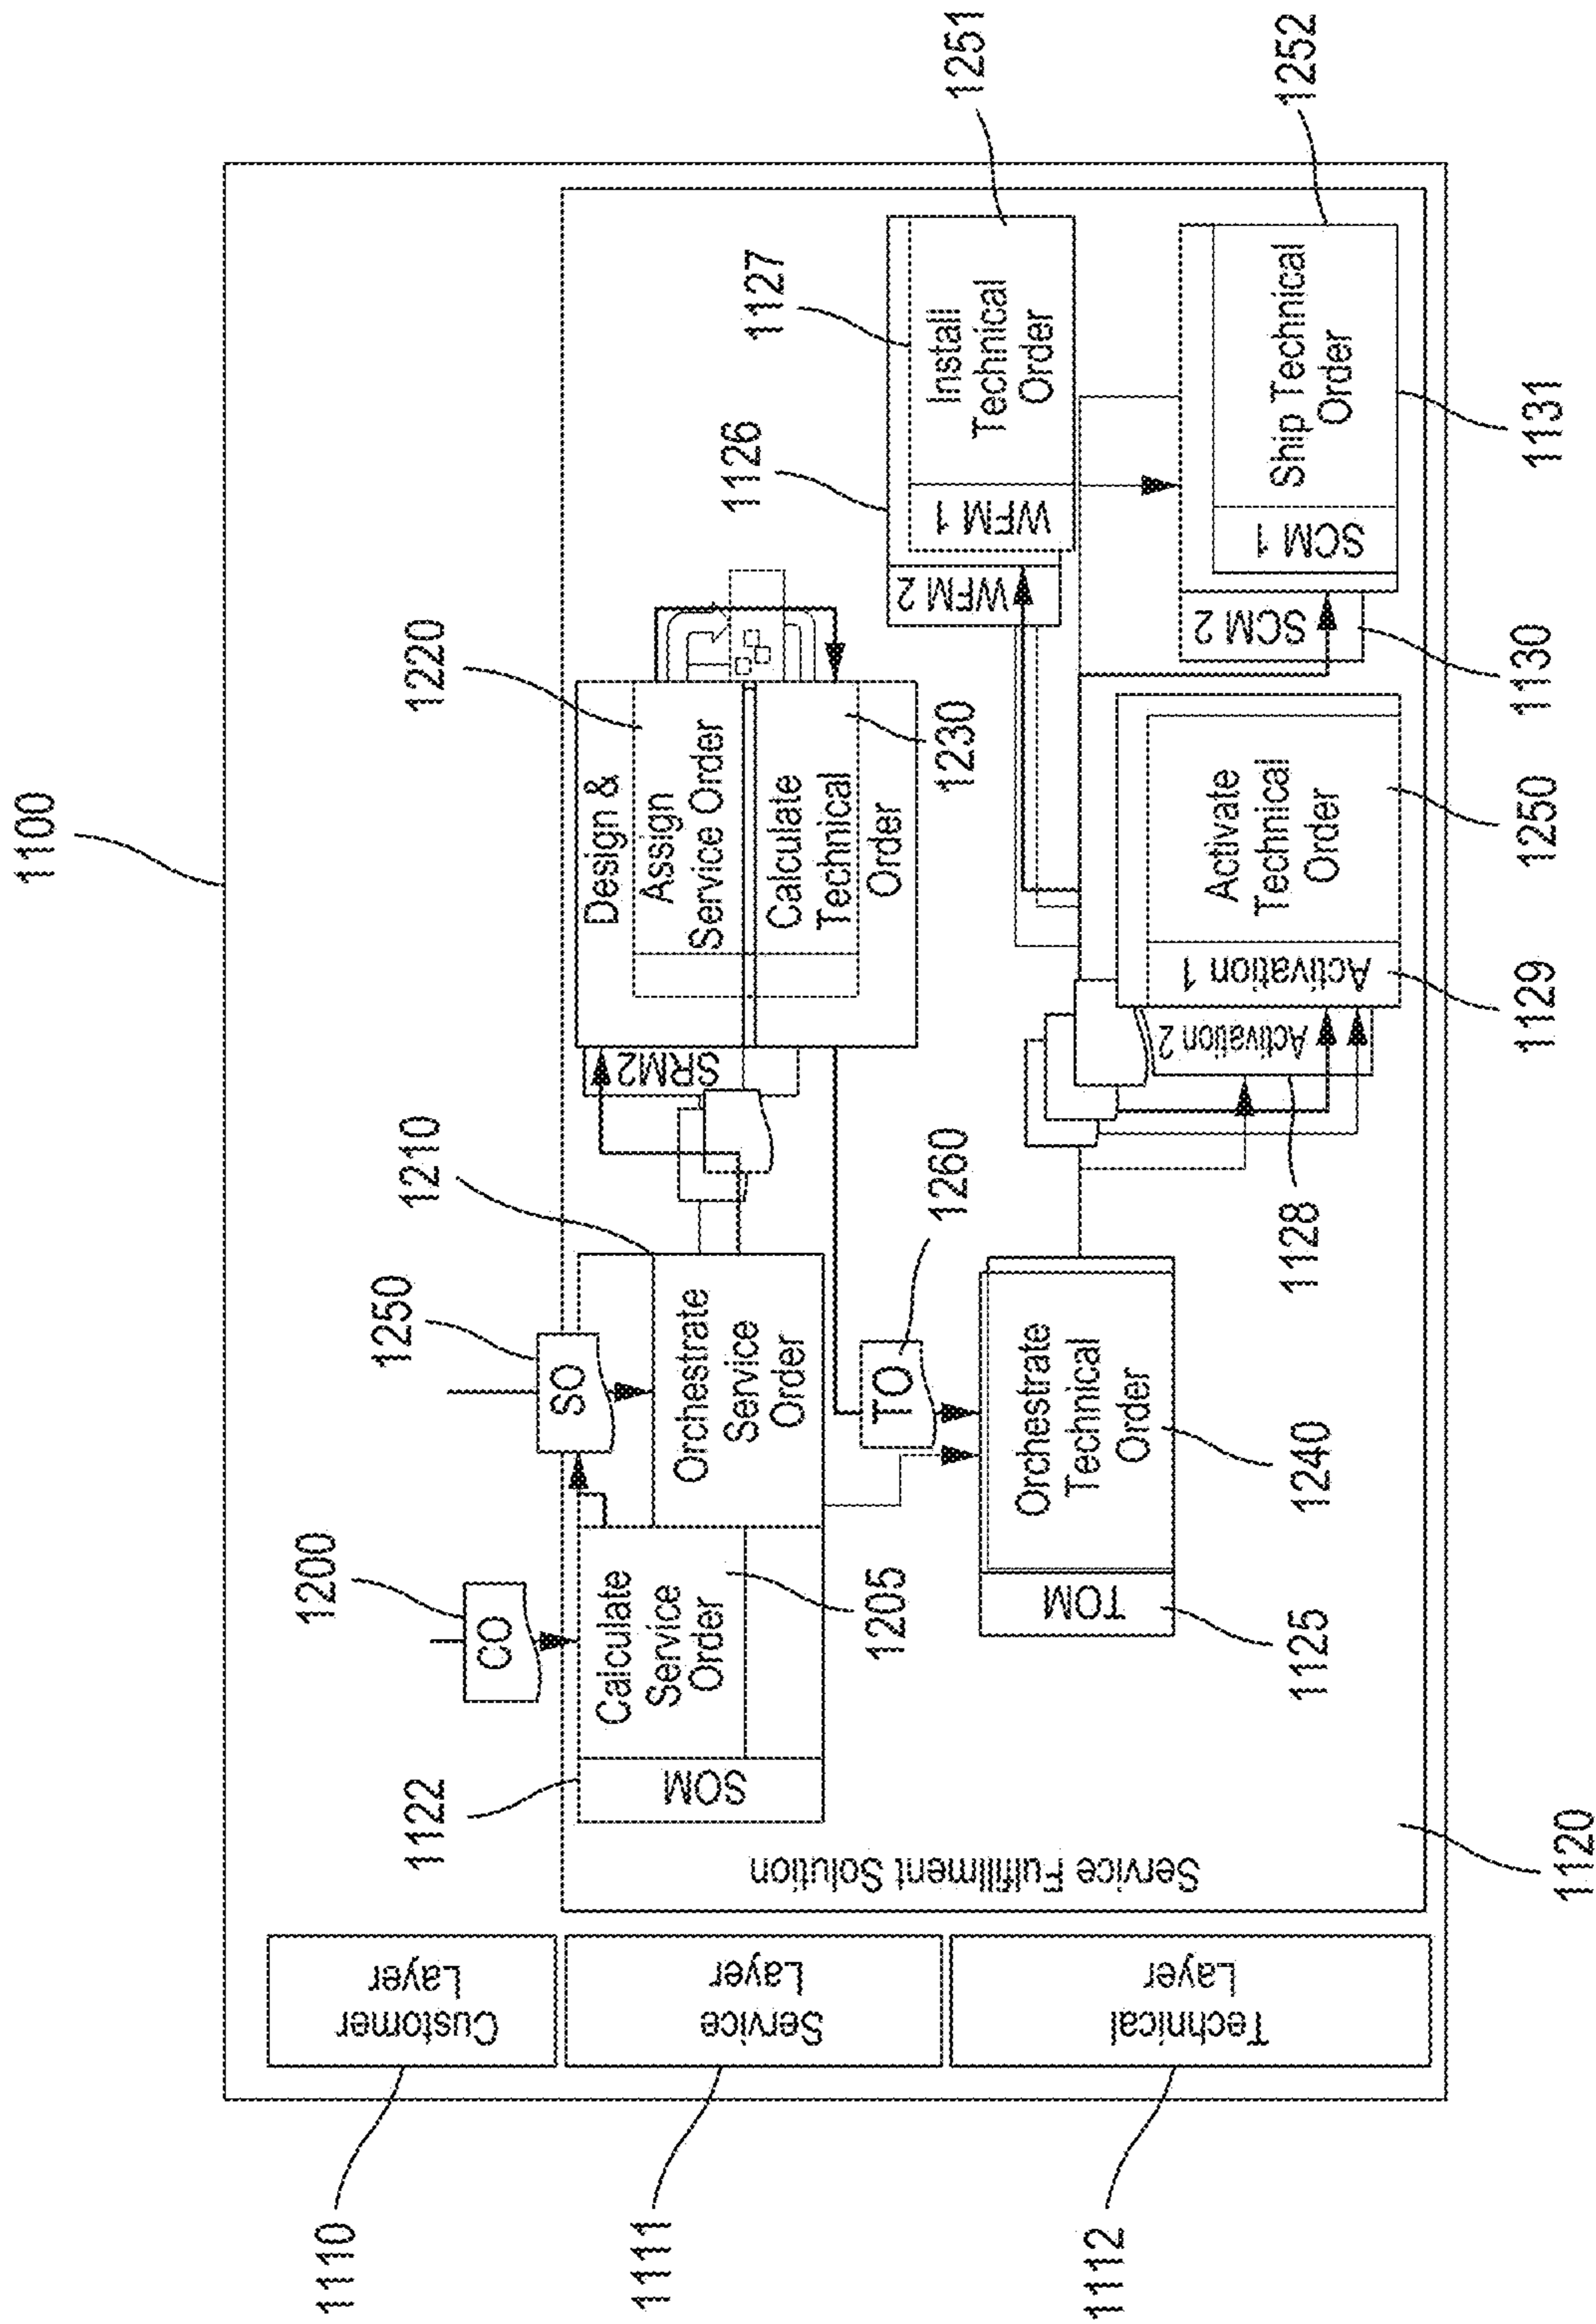 1100
1200
1250
1210
1220
1122
CO
SO
SOM
Calculate
Service
Order
Orchestrate
Service
Order
SRM2
Design &
Assign
Service Order
Calculate
Technical
Order
1205
1260
1230
TO
1126
1127
1251
WFM 2
WFM 1
Install
Technical
Order
TOM
Orchestrate
Technical
Order
1125
1240
1128
Activation 2
Activation 1
Activate
Technical
Order
1129
1250
SCM 2
SCM 1
Ship Technical
Order
1130
1131
1252
Service Fulfillment Solution
1120
1110
Customer
Layer
1111
Service
Layer
1112
Technical
Layer